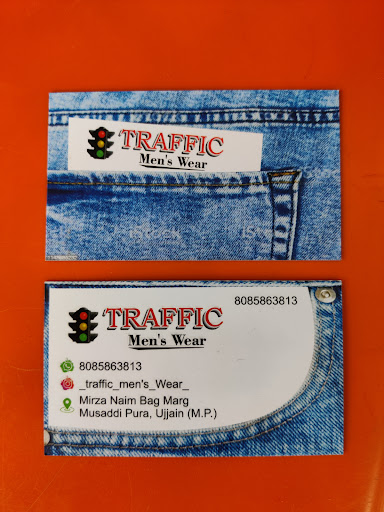 TRAFFIC
Men's Wear
8085863813
TRAFFIC
Men's Wear
8085863813
_traffic_men's_Wear_
Mirza Naim Bag Marg
Musaddi Pura, Ujjain (M.P.)